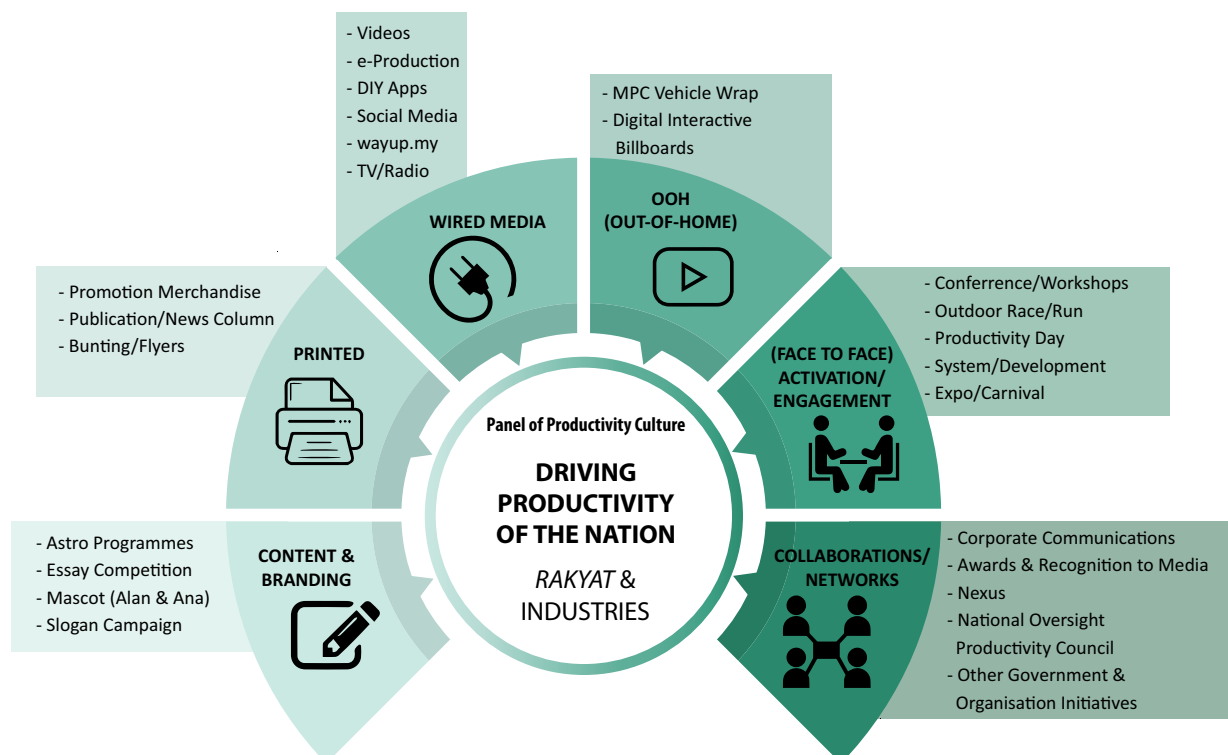 - Videos
- e-Production
- DIY Apps
- Social Media
- wayup.my
- TV/Radio
- MPC Vehicle Wrap
- Digital Interactive
Billboards
WIRED MEDIA
OOH
(OUT-OF-HOME)
- Promotion Merchandise
- Publication/News Column
- Bunting/Flyers
PRINTED
- Conferrence/Workshops
- Outdoor Race/Run
- Productivity Day
- System/Development
- Expo/Carnival
(FACE TO FACE)
ACTIVATION/
ENGAGEMENT
Panel of Productivity Culture
DRIVING
PRODUCTIVITY
OF THE NATION
RAKYAT &
INDUSTRIES
- Astro Programmes
- Essay Competition
- Mascot (Alan & Ana)
- Slogan Campaign
CONTENT &
BRANDING
COLLABORATIONS/
NETWORKS
- Corporate Communications
- Awards & Recognition to Media
- Nexus
- National Oversight
Productivity Council
- Other Government &
Organisation Initiatives